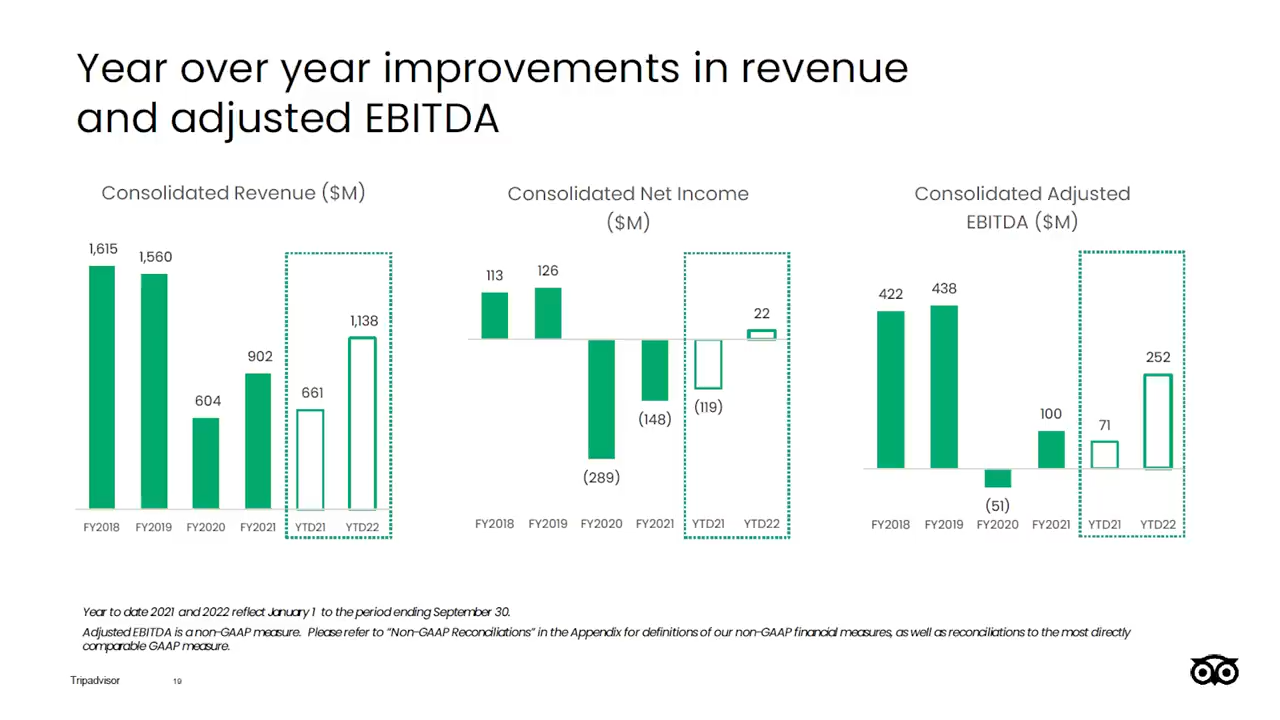 Year over year improvements in revenue
and adjusted EBITDA
Consolidated Revenue ($M)
1,615
1,560
604
902
661
1,138
FY2018
FY2019
FY2020
FY2021
YTD21
YTD22
Consolidated Net Income
($M)
113
126
(289)
(148)
(119)
22
FY2018
FY2019
FY2020
FY2021
YTD21
YTD22
Consolidated Adjusted
EBITDA ($M)
422
438
(51)
100
71
252
FY2018
FY2019
FY2020
FY2021
YTD21
YTD22
Year to date 2021 and 2022 reflect January 1 to the period ending September 30.
Adjusted EBITDA is a non-GAAP measure. Please refer to “Non-GAAP Reconciliations” in the Appendix for definitions of our non-GAAP financial measures, as well as reconciliations to the most directly
comparable GAAP measure.
Tripadvisor 19